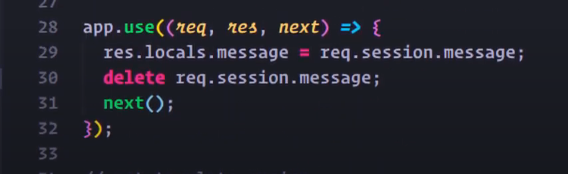 27
28 app.use((req, res, next) => {
29 res.locals.message = req.session.message;
30 delete req.session.message;
31 next();
32 });
33